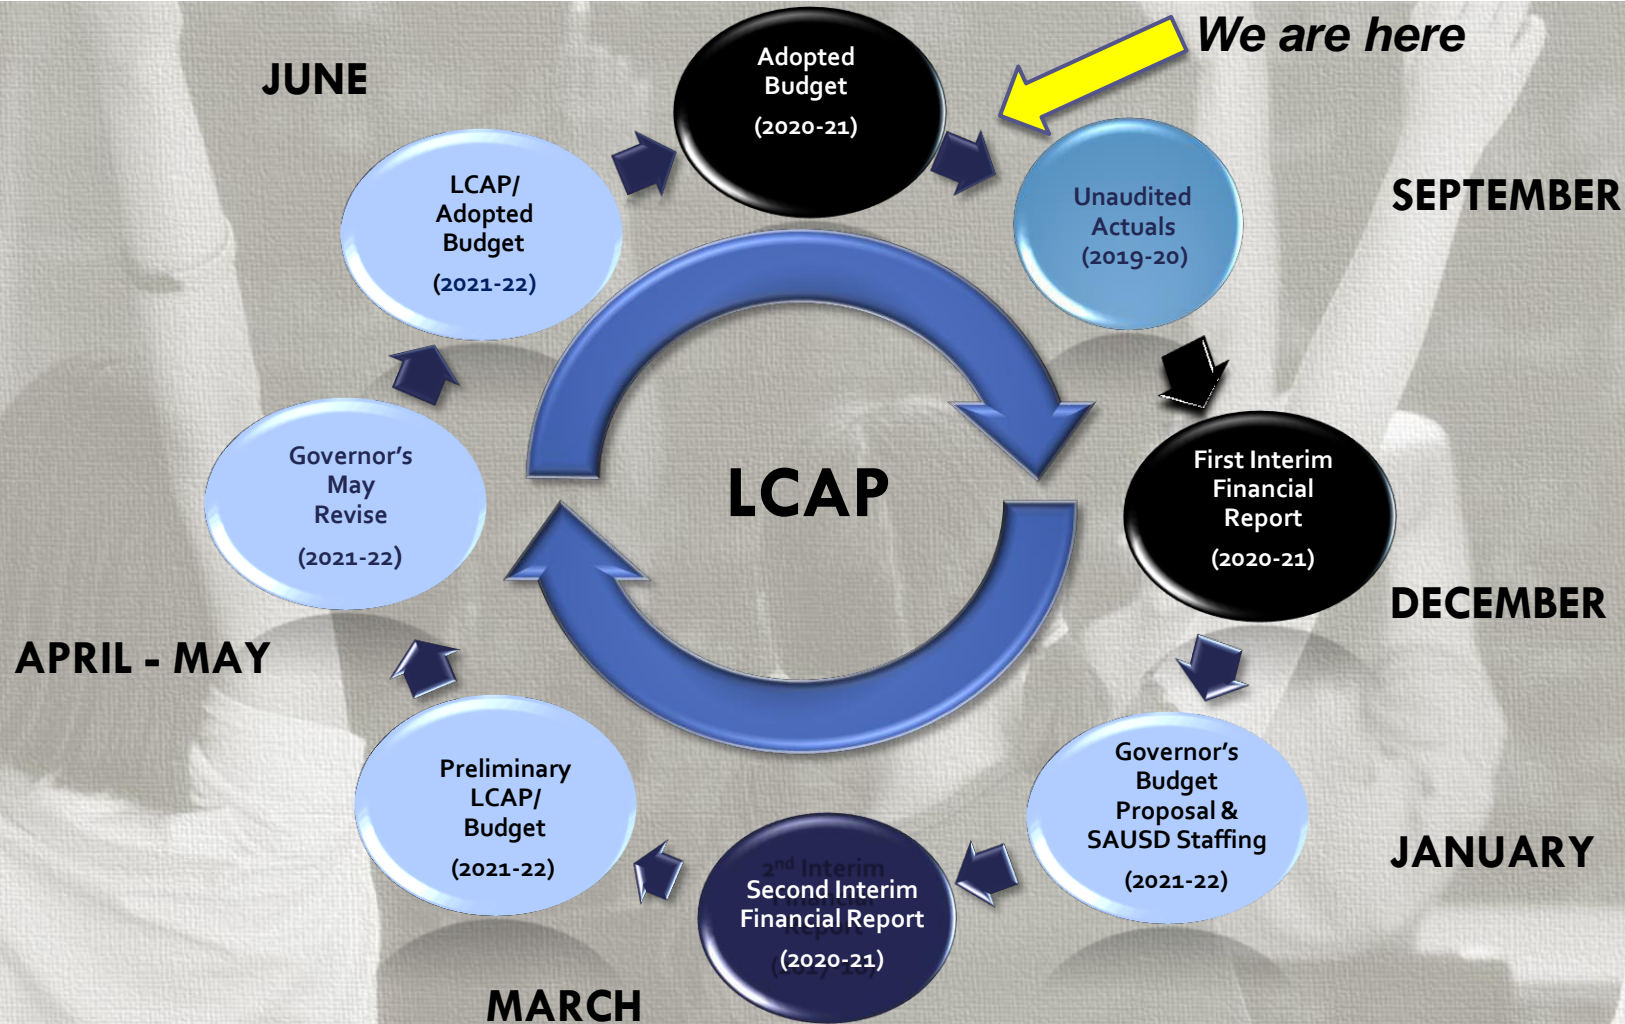 We are here
JUNE
Adopted
Budget
(2020-21)
LCAP/
Adopted
Budget
(2021-22)
Unaudited
Actuals
(2019-20)
SEPTEMBER
Governor's
May
Revise
(2021-22)
LCAP
First Interim
Financial
Report
(2020-21)
DECEMBER
APRIL - MAY
Preliminary
LCAP/
Budget
(2021-22)
Governor's
Budget
Proposal &
SAUSD Staffing
(2021-22)
JANUARY
2nd Interim
Second Interim
Financial Report
(2020-21)
MARCH